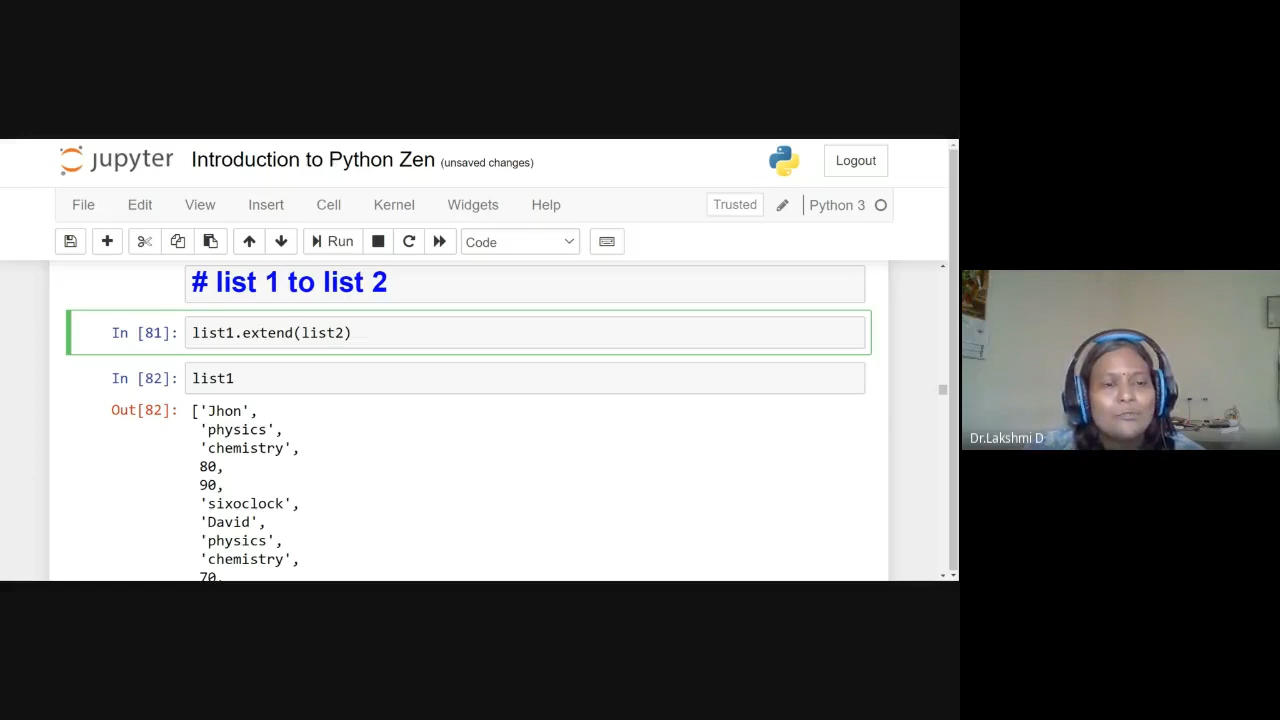 jupyter Introduction to Python Zen (unsaved changes)
Logout
File Edit View Insert Cell Kernel Widgets Help
Trusted Python 3
Run Code
# list 1 to list 2
In [81]: list1.extend(list2)
In [82]: list1
Out[82]: ['Jhon',
'physics',
'chemistry',
80,
90,
'sixoclock',
'David',
'physics',
'chemistry',
70,
Dr.Lakshmi D